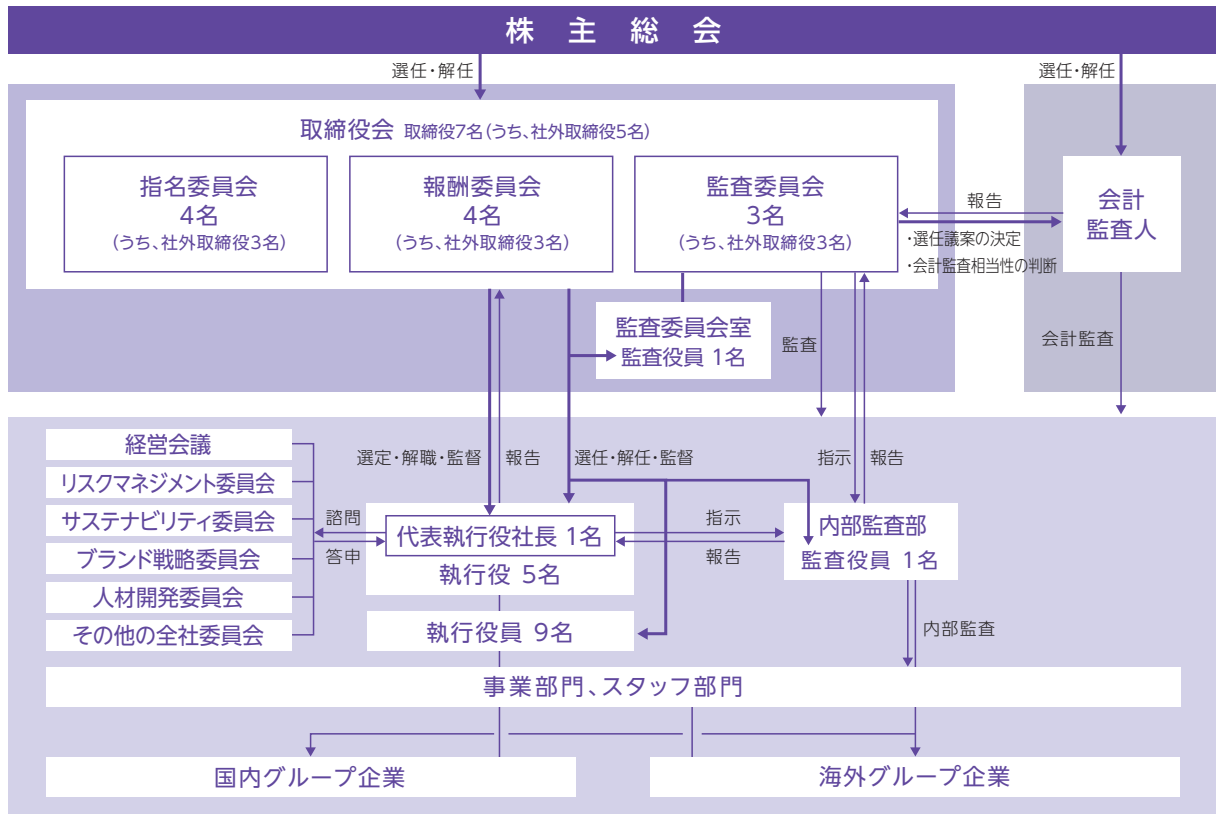 株主総会
選任・解任
選任・解任
取締役会 取締役7名(うち、社外取締役5名)
指名委員会
4名
(うち、社外取締役3名)
報酬委員会
4名
(うち、社外取締役3名)
監査委員会
3名
(うち、社外取締役3名)
報告
・選任議案の決定
・会計監査相当性の判断
会計
監査人
監査委員会室
監査役員 1名
監査
会計監査
経営会議
リスクマネジメント委員会
サステナビリティ委員会
ブランド戦略委員会
人材開発委員会
その他の全社委員会
選定・解職・監督
報告
選任・解任・監督
指示
報告
諮問
答申
代表執行役社長 1名
執行役 5名
執行役員 9名
指示
報告
内部監査部
監査役員 1名
内部監査
事業部門、スタッフ部門
国内グループ企業
海外グループ企業